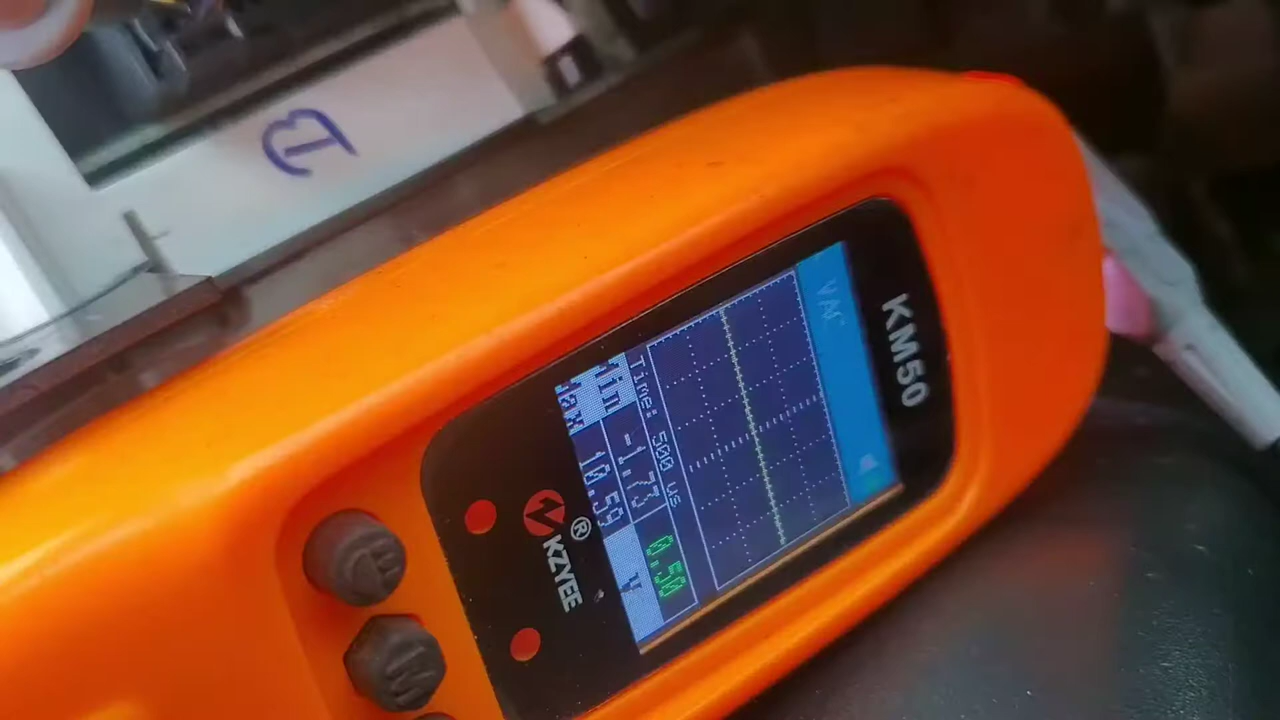 KM50
VAC
Time: 500 us
Min -1.73 0.50
Max 10.59 V
® KZYEE
M